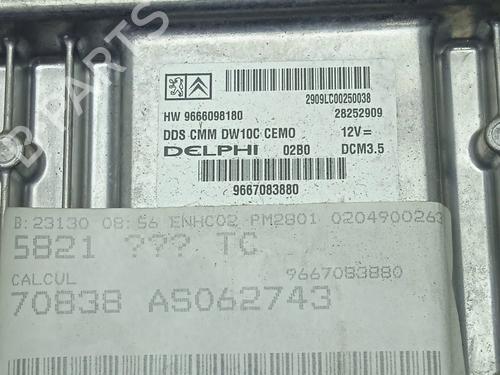 2909LC00250038
HW 9666098180 28252909
DDS CMM DW10C CEMO 12V=
DELPHI 02B0 DCM3.5
9667083880
B:23130 08:56 ENHC02 PM2801 0204900263
5821 ??? TC
CALCUL 9667083880
70838 AS062743